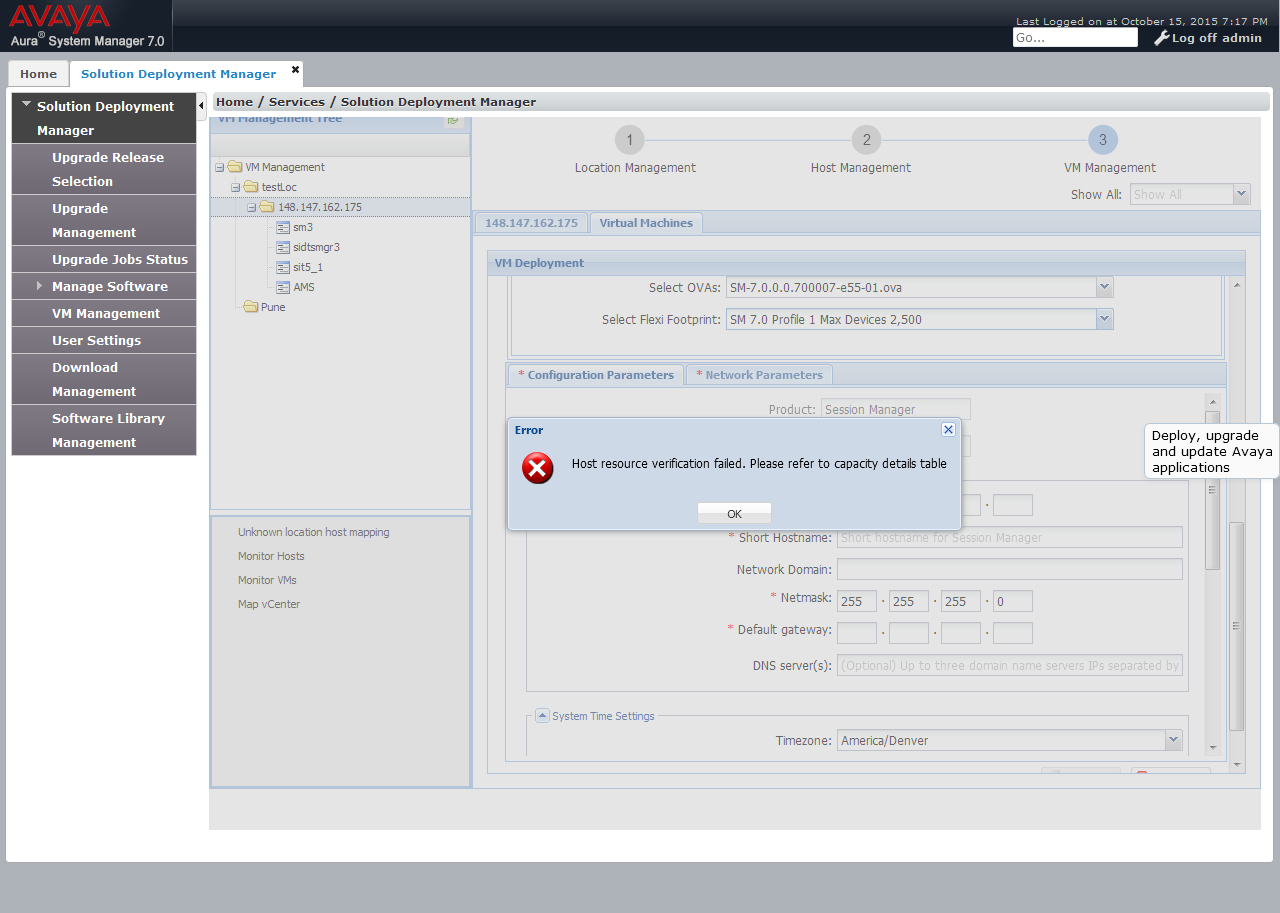 AVAYA
Aura® System Manager 7.0
Last Logged on at October 15, 2015 7:17 PM
Go...
Log off admin
Home
Solution Deployment Manager
Solution Deployment
Manager
Upgrade Release
Selection
Upgrade
Management
Upgrade Jobs Status
Manage Software
VM Management
User Settings
Download
Management
Software Library
Management
Home / Services / Solution Deployment Manager
VM Management Tree
VM Management
testLoc
148.147.162.175
sm3
sidtsmgr3
sit5_1
AMS
Pune
Unknown location host mapping
Monitor Hosts
Monitor VMs
Map vCenter
1
2
3
Location Management
Host Management
VM Management
Show All:
Show All
148.147.162.175
Virtual Machines
VM Deployment
Select OVAs:
SM-7.0.0.0.700007-e55-01.ova
Select Flexi Footprint:
SM 7.0 Profile 1 Max Devices 2,500
* Configuration Parameters
* Network Parameters
Product:
Session Manager
Error
Host resource verification failed. Please refer to capacity details table
OK
.
* Short Hostname:
Short hostname for Session Manager
Network Domain:
* Netmask:
255 . 255 . 255 . 0
* Default gateway:
. . .
DNS server(s):
(Optional) Up to three domain name servers IPs separated by
System Time Settings
Timezone:
America/Denver
Deploy, upgrade
and update Avaya
applications